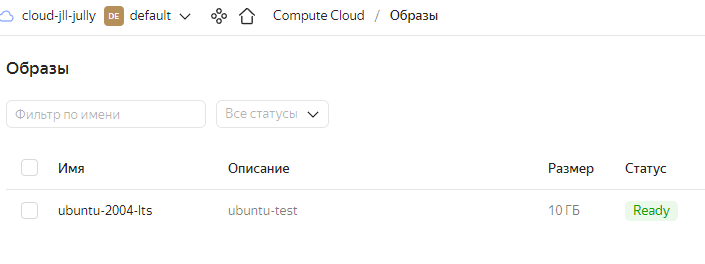 cloud-jll-jully DE default Compute Cloud / Образы
Образы
Фильтр по имени Все статусы
Имя Описание Размер Статус
ubuntu-2004-lts ubuntu-test 10 ГБ Ready